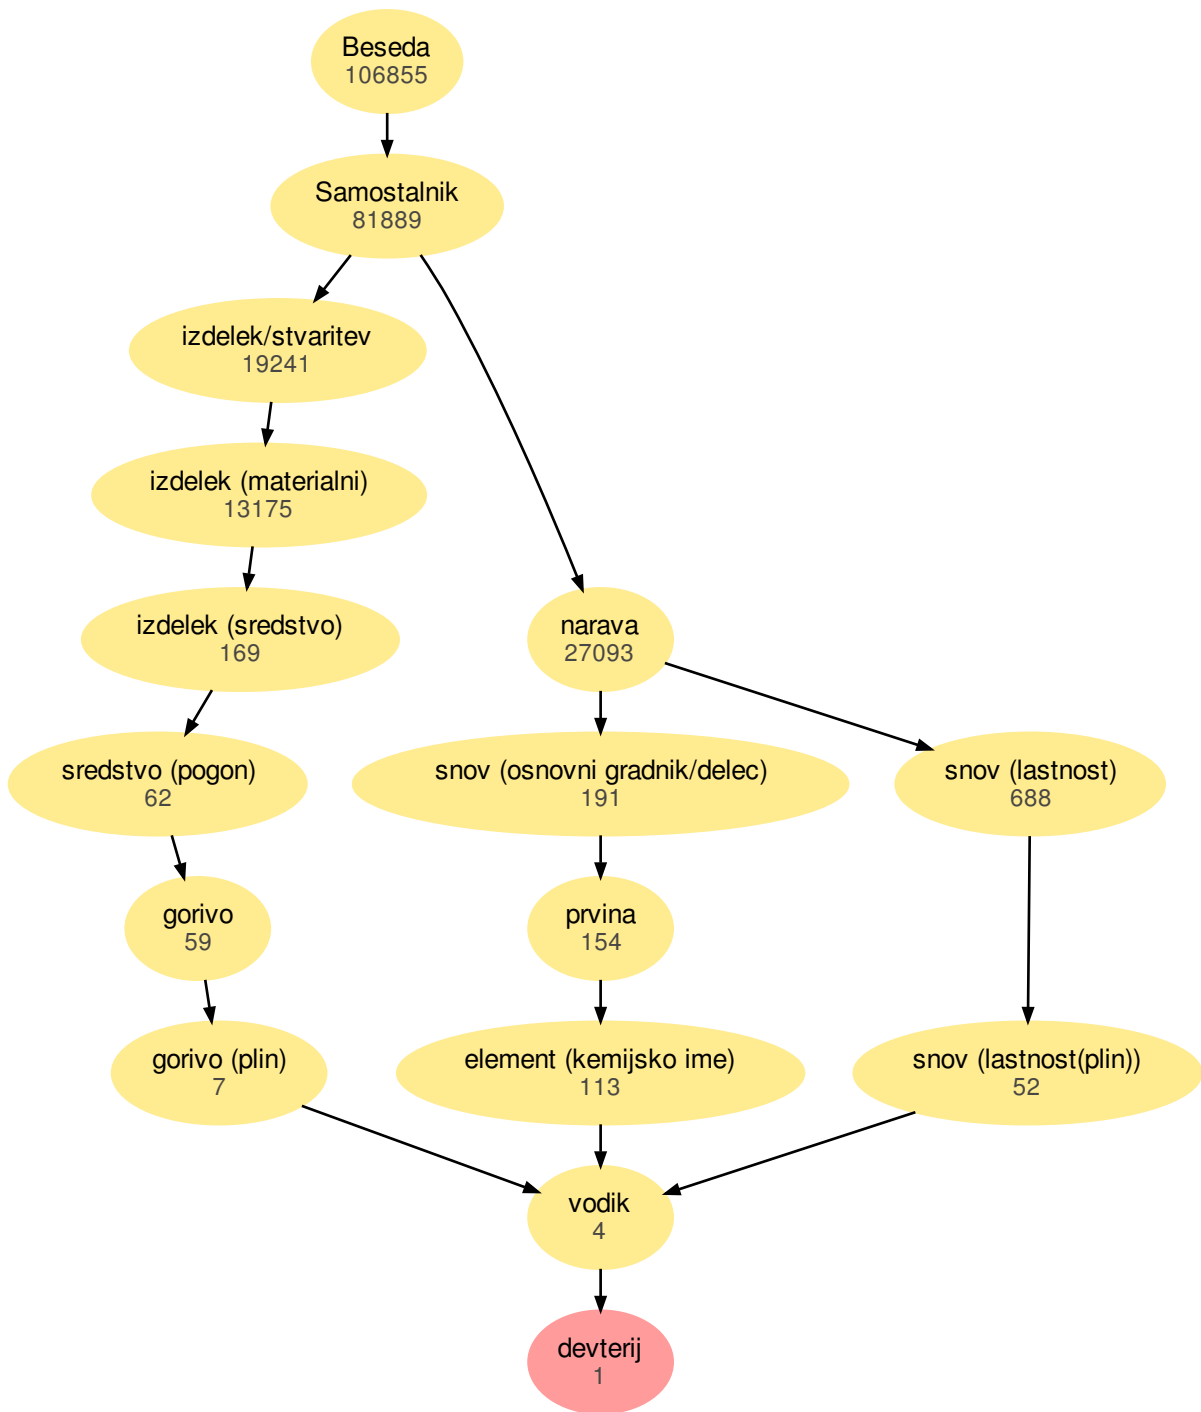 Beseda
106855
Samostalnik
81889
izdelek/stvaritev
19241
izdelek (materialni)
13175
izdelek (sredstvo)
169
narava
27093
sredstvo (pogon)
62
snov (osnovni gradnik/delec)
191
snov (lastnost)
688
gorivo
59
prvina
154
gorivo (plin)
7
element (kemijsko ime)
113
snov (lastnost(plin))
52
vodik
4
devterij
1